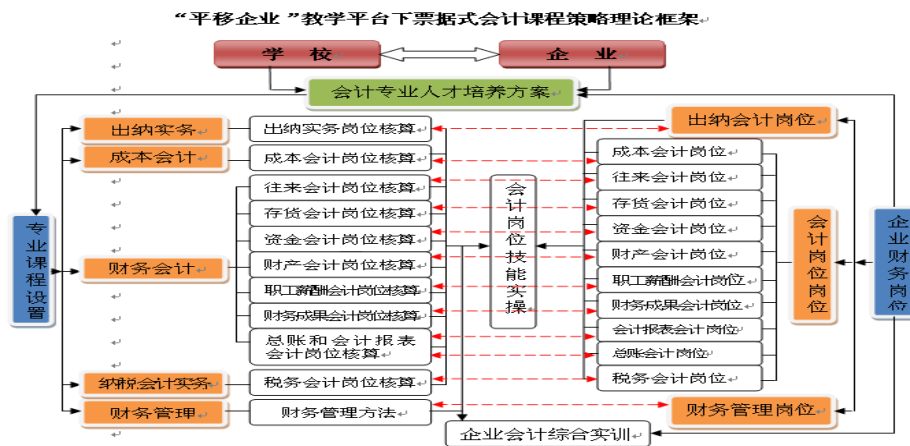 “平移企业”教学平台下票据式会计课程策略理论框架
学 校
企 业
会计专业人才培养方案
专业课程设置
出纳实务
成本会计
财务会计
纳税会计实务
财务管理
出纳实务岗位核算
成本会计岗位核算
往来会计岗位核算
存货会计岗位核算
资金会计岗位核算
财产会计岗位核算
职工薪酬会计岗位核算
财务成果会计岗位核算
总账和会计报表
会计岗位核算
税务会计岗位核算
财务管理方法
会计岗位技能实操
企业会计综合实训
出纳会计岗位
成本会计岗位
往来会计岗位
存货会计岗位
资金会计岗位
财产会计岗位
职工薪酬会计岗位
财务成果会计岗位
会计报表会计岗位
总账会计岗位
税务会计岗位
财务管理岗位
会计岗位岗位
企业财务岗位